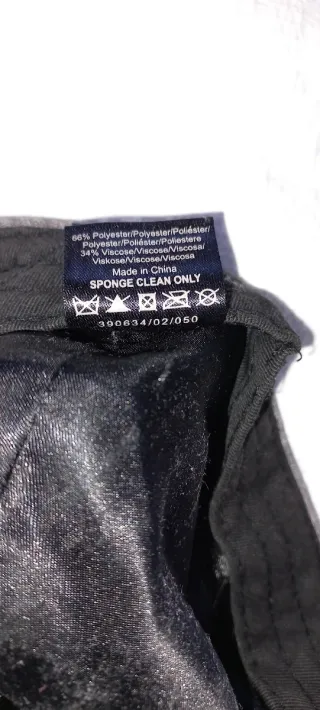 66% Polyester/Polyester/Poliéster/
Polyester/Poliéster/Poliestere
34% Viscose/Viscose/Viscosa/
Viskose/Viscose/Viscosa
Made in China
SPONGE CLEAN ONLY
390634/02/050